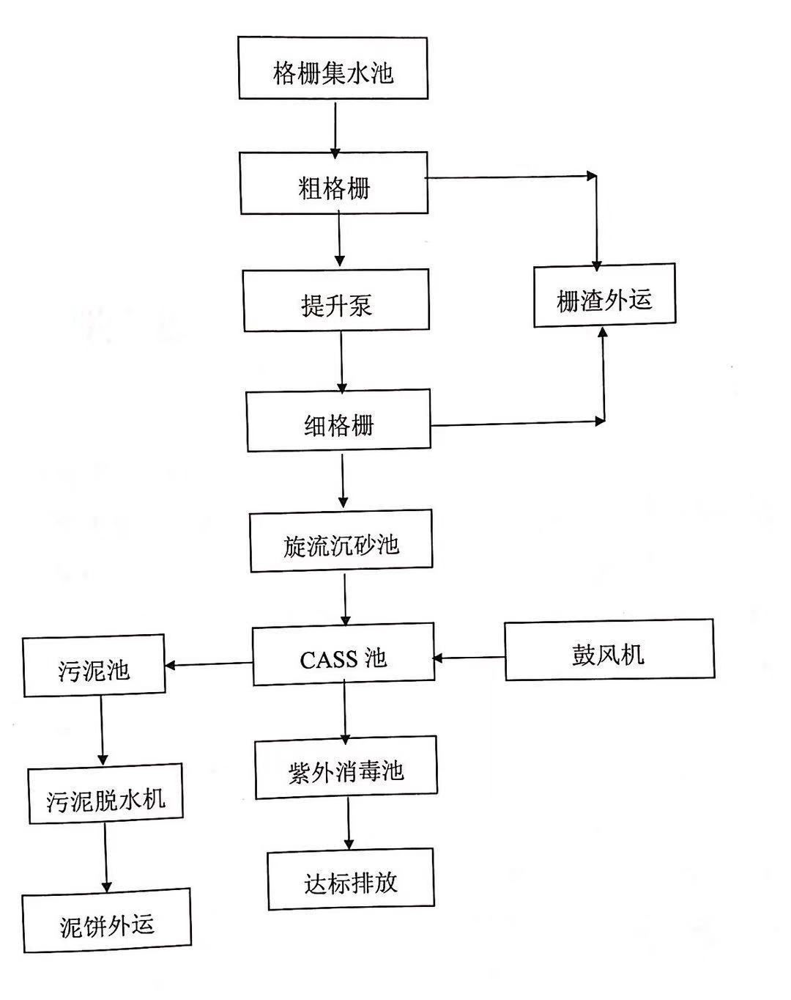 格栅集水池
粗格栅
提升泵
栅渣外运
细格栅
旋流沉砂池
污泥池
CASS 池
鼓风机
污泥脱水机
紫外消毒池
达标排放
泥饼外运